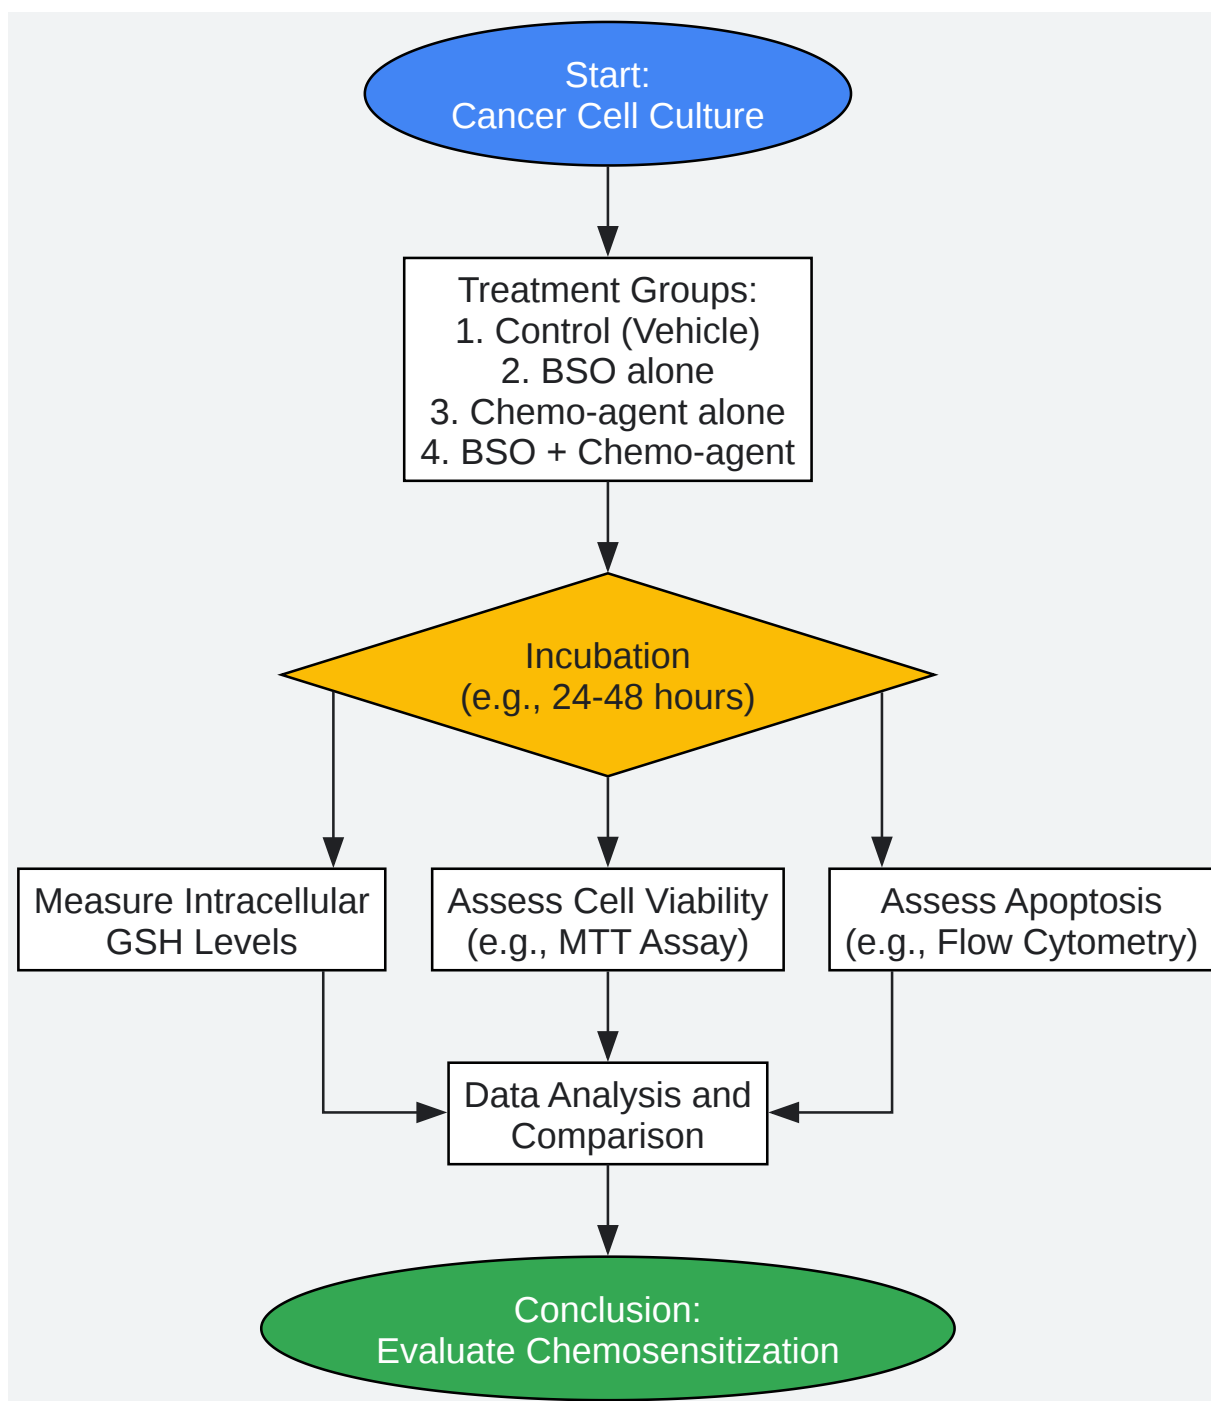 Start:
Cancer Cell Culture
Treatment Groups:
1. Control (Vehicle)
2. BSO alone
3. Chemo-agent alone
4. BSO + Chemo-agent
Incubation
(e.g., 24-48 hours)
Measure Intracellular
GSH Levels
Assess Cell Viability
(e.g., MTT Assay)
Assess Apoptosis
(e.g., Flow Cytometry)
Data Analysis and
Comparison
Conclusion:
Evaluate Chemosensitization